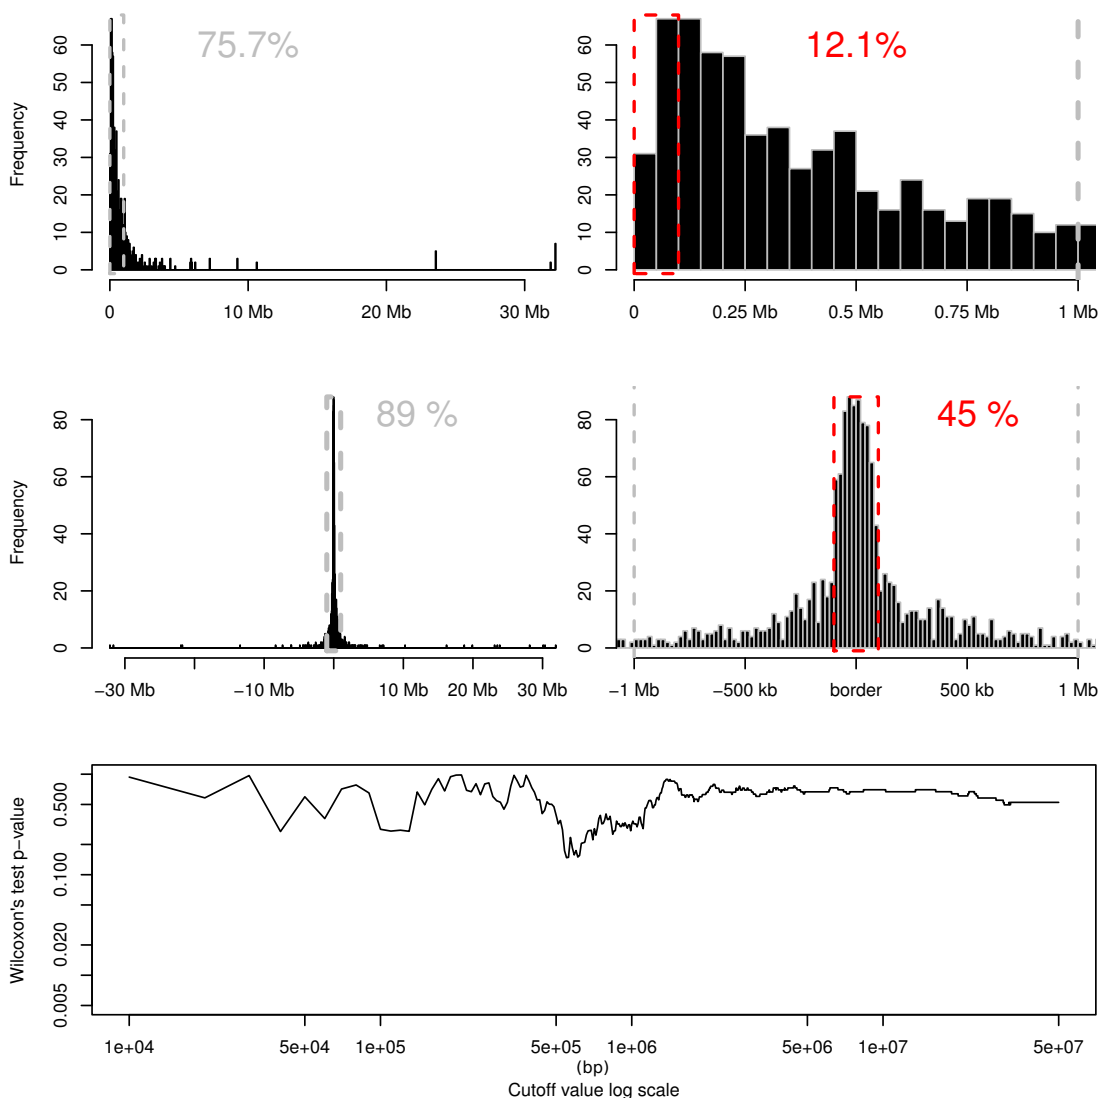 75.7%
Frequency
0 10 20 30 40 50 60
0 10 Mb 20 Mb 30 Mb
12.1%
0 10 20 30 40 50 60
0 0.25 Mb 0.5 Mb 0.75 Mb 1 Mb
89 %
Frequency
0 20 40 60 80
−30 Mb −10 Mb 10 Mb 20 Mb 30 Mb
45 %
0 20 40 60 80
−1 Mb −500 kb border 500 kb 1 Mb
Wilcoxon's test p−value
0.005 0.020 0.100 0.500
1e+04 5e+04 1e+05 5e+05 1e+06 5e+06 1e+07 5e+07
(bp)
Cutoff value log scale